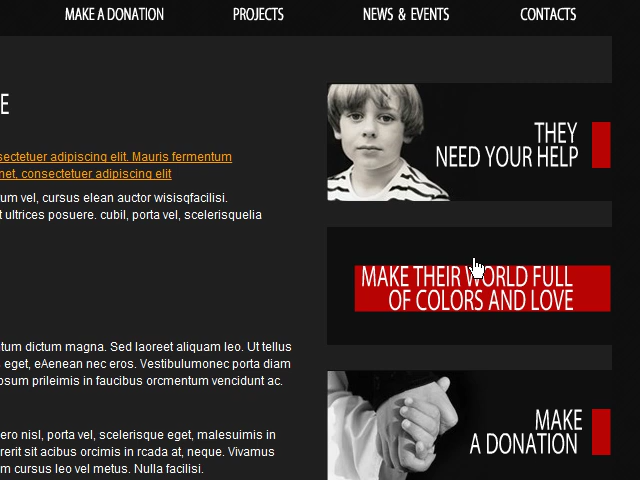 MAKE A DONATION PROJECTS NEWS & EVENTS CONTACTS
E
sectetuer adipiscing elit. Mauris fermentum
net, consectetuer adipiscing elit
um vel, cursus elean auctor wisisqfacilisi.
t ultrices posuere. cubil, porta vel, scelerisquelia
THEY
NEED YOUR HELP
MAKE THEIR WORLD FULL
OF COLORS AND LOVE
tum dictum magna. Sed laoreet aliquam leo. Ut tellus
eget, eAenean nec eros. Vestibulumonec porta diam
psum prileimis in faucibus orcmentum vencidunt ac.
ero nisl, porta vel, scelerisque eget, malesuimis in
rerit sit acibus orcimis in rcada at, neque. Vivamus
m cursus leo vel metus. Nulla facilisi.
MAKE
A DONATION